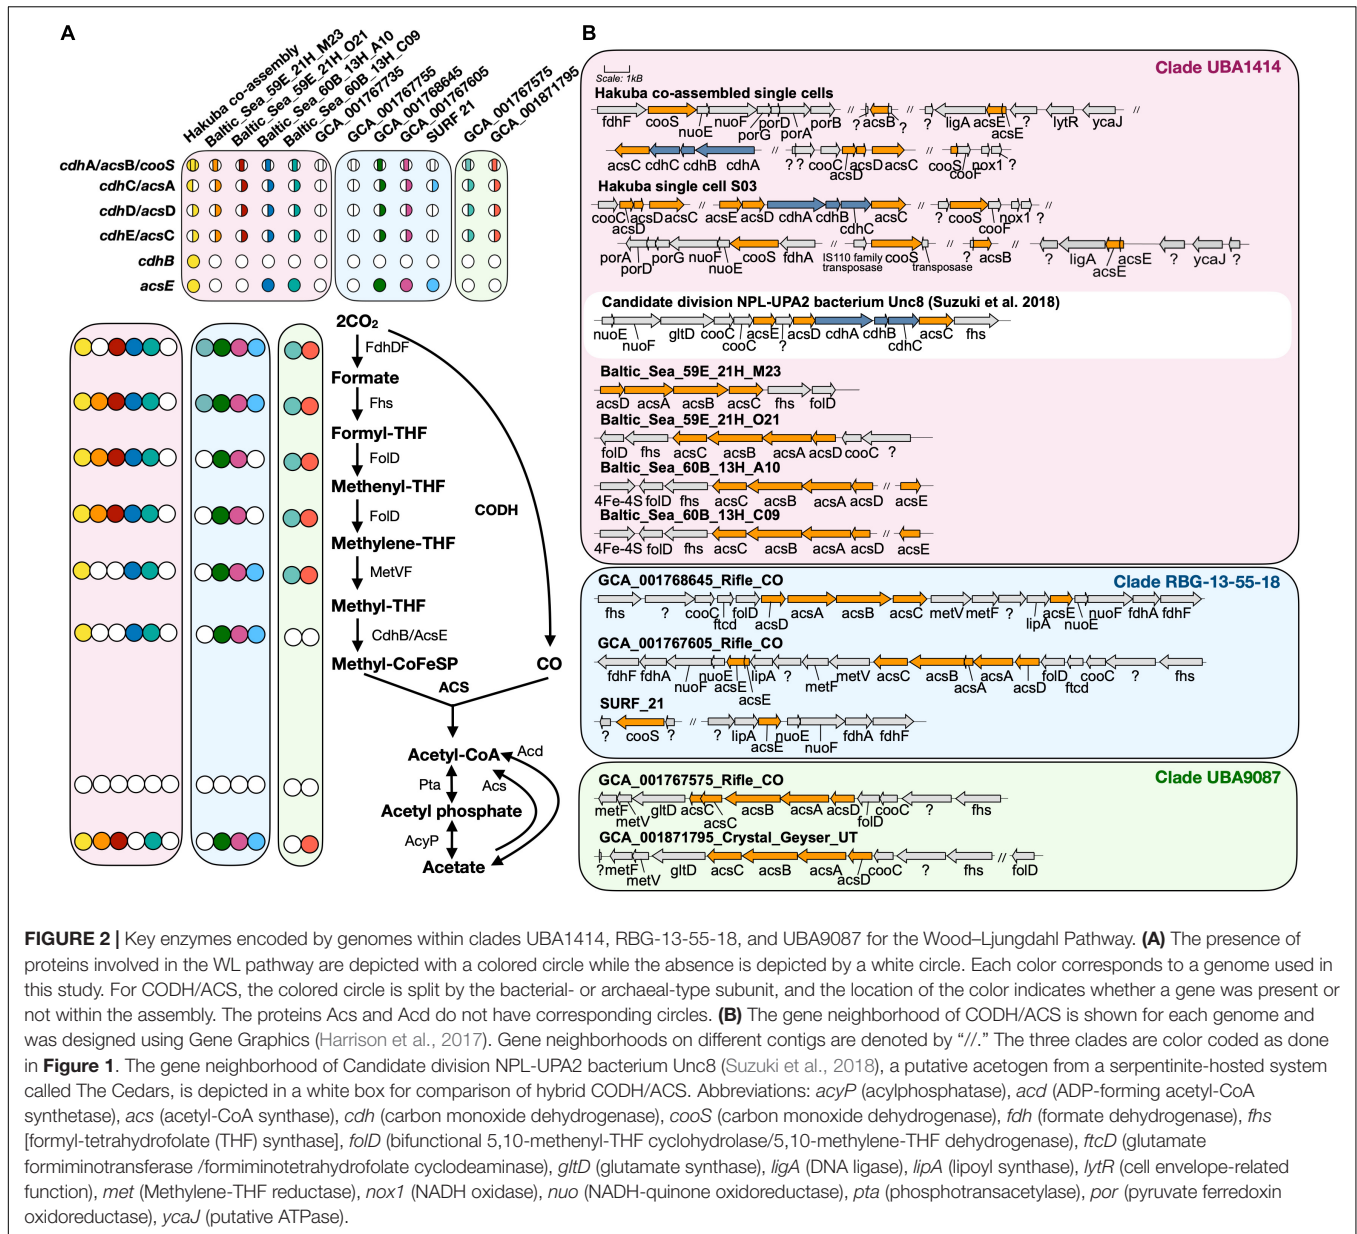 A
Hakuba co-assembly
Baltic_Sea_59E_21H_M23
Baltic_Sea_59E_21H_O21
Baltic_Sea_60B_13H_A10
Baltic_Sea_60B_13H_C09
GCA_001767735
GCA_001767755
GCA_001768645
GCA_001767605
SURF 21
GCA_001767575
GCA_001871795
cdhA/acsB/cooS
cdhC/acsA
cdhD/acsD
cdhE/acsC
cdhB
acsE
2CO₂
FdhDF
Formate
Fhs
Formyl-THF
FolD
Methenyl-THF
FolD
Methylene-THF
MetVF
Methyl-THF
CdhB/AcsE
Methyl-CoFeSP
CODH
CO
ACS
Acetyl-CoA
Acd
Pta
Acs
Acetyl phosphate
AcyP
Acetate
B
Clade UBA1414
Scale: 1kB
Hakuba co-assembled single cells
fdhF cooS nuoE nuoF porG porD porA porB // ? acsB ? // ? ligA acsE acsE ? lytR ycaJ //
acsC cdhC cdhB cdhA // ? ? cooC acsD acsD acsC // cooS cooF nox1 ?
Hakuba single cell S03
cooC acsD acsD acsC // acsE acsD cdhA cdhB cdhC acsC // ? cooS cooF nox1 ? //
porA porD porG nuoF nuoE cooS fdhA // IS110 family transposase cooS transposase // ? acsB // ? ligA acsE acsE ? ycaJ ?
Candidate division NPL-UPA2 bacterium Unc8 (Suzuki et al. 2018)
nuoE nuoF gltD cooC cooC acsE ? acsD cdhA cdhB cdhC acsC fhs
Baltic_Sea_59E_21H_M23
acsD acsA acsB acsC fhs folD
Baltic_Sea_59E_21H_O21
folD fhs acsC acsB acsA acsD cooC ?
Baltic_Sea_60B_13H_A10
4Fe-4S folD fhs acsC acsB acsA acsD // acsE
Baltic_Sea_60B_13H_C09
4Fe-4S folD fhs acsC acsB acsA acsD // acsE
Clade RBG-13-55-18
GCA_001768645_Rifle_CO
fhs ? cooC ftcd folD acsD acsA acsB acsC metV metF ? lipA acsE nuoE nuoF fdhA fdhF
GCA_001767605_Rifle_CO
fdhF fdhA nuoF nuoE acsE acsE lipA ? metF metV acsC acsB acsA acsA acsD folD ftcd cooC ? fhs
SURF_21
? cooS ? // ? lipA acsE nuoE nuoF fdhA fdhF
Clade UBA9087
GCA_001767575_Rifle_CO
metF metV gltD acsC acsC acsB acsA acsD folD cooC ? fhs
GCA_001871795_Crystal_Geyser_UT
? metF metV gltD acsC acsB acsA acsD cooC ? fhs // folD
FIGURE 2 | Key enzymes encoded by genomes within clades UBA1414, RBG-13-55-18, and UBA9087 for the Wood–Ljungdahl Pathway. (A) The presence of
proteins involved in the WL pathway are depicted with a colored circle while the absence is depicted by a white circle. Each color corresponds to a genome used in
this study. For CODH/ACS, the colored circle is split by the bacterial- or archaeal-type subunit, and the location of the color indicates whether a gene was present or
not within the assembly. The proteins Acs and Acd do not have corresponding circles. (B) The gene neighborhood of CODH/ACS is shown for each genome and
was designed using Gene Graphics (Harrison et al., 2017). Gene neighborhoods on different contigs are denoted by “//.” The three clades are color coded as done
in Figure 1. The gene neighborhood of Candidate division NPL-UPA2 bacterium Unc8 (Suzuki et al., 2018), a putative acetogen from a serpentinite-hosted system
called The Cedars, is depicted in a white box for comparison of hybrid CODH/ACS. Abbreviations: acyP (acylphosphatase), acd (ADP-forming acetyl-CoA
synthetase), acs (acetyl-CoA synthase), cdh (carbon monoxide dehydrogenase), cooS (carbon monoxide dehydrogenase), fdh (formate dehydrogenase), fhs
[formyl-tetrahydrofolate (THF) synthase], folD (bifunctional 5,10-methenyl-THF cyclohydrolase/5,10-methylene-THF dehydrogenase), ftcD (glutamate
formiminotransferase /formiminotetrahydrofolate cyclodeaminase), gltD (glutamate synthase), ligA (DNA ligase), lipA (lipoyl synthase), lytR (cell envelope-related
function), met (Methylene-THF reductase), nox1 (NADH oxidase), nuo (NADH-quinone oxidoreductase), pta (phosphotransacetylase), por (pyruvate ferredoxin
oxidoreductase), ycaJ (putative ATPase).